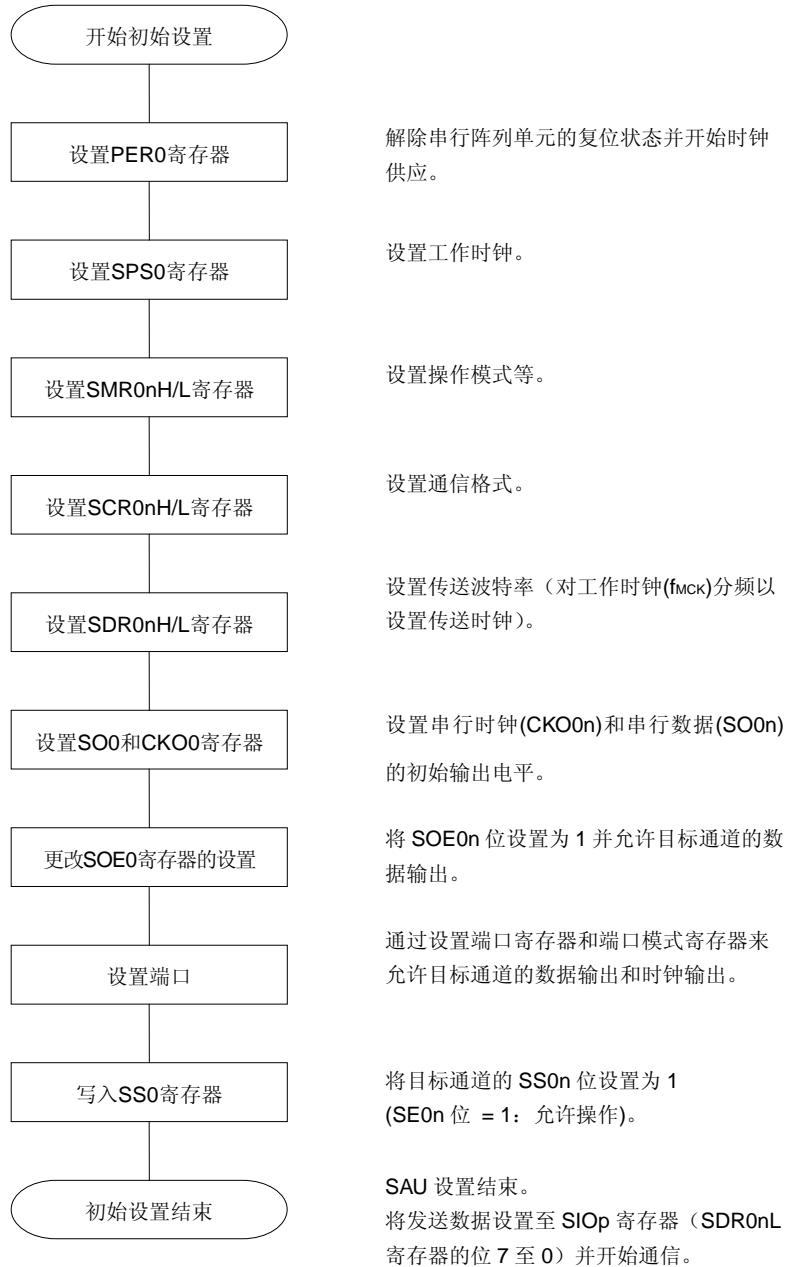 开始初始设置
设置PER0寄存器
解除串行阵列单元的复位状态并开始时钟
供应。
设置SPS0寄存器
设置工作时钟。
设置SMR0nH/L寄存器
设置操作模式等。
设置SCR0nH/L寄存器
设置通信格式。
设置SDR0nH/L寄存器
设置传送波特率（对工作时钟(fMCK)分频以
设置传送时钟）。
设置SO0和CKO0寄存器
设置串行时钟(CKO0n)和串行数据(SO0n)
的初始输出电平。
更改SOE0寄存器的设置
将 SOE0n 位设置为 1 并允许目标通道的数
据输出。
设置端口
通过设置端口寄存器和端口模式寄存器来
允许目标通道的数据输出和时钟输出。
写入SS0寄存器
将目标通道的 SS0n 位设置为 1
(SE0n 位 = 1：允许操作)。
初始设置结束
SAU 设置结束。
将发送数据设置至 SIOp 寄存器（SDR0nL
寄存器的位 7 至 0）并开始通信。